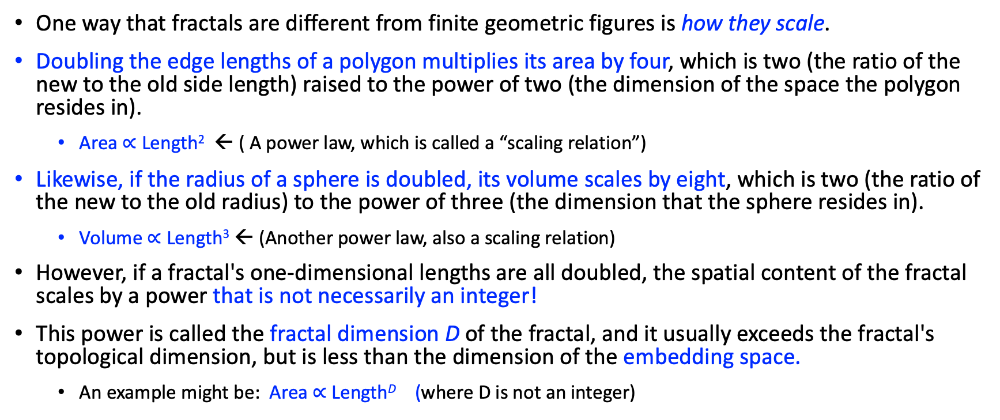 • One way that fractals are different from finite geometric figures is how they scale.
• Doubling the edge lengths of a polygon multiplies its area by four, which is two (the ratio of the
new to the old side length) raised to the power of two (the dimension of the space the polygon
resides in).
• Area ∝ Length² ← ( A power law, which is called a “scaling relation”)
• Likewise, if the radius of a sphere is doubled, its volume scales by eight, which is two (the ratio of
the new to the old radius) to the power of three (the dimension that the sphere resides in).
• Volume ∝ Length³ ← (Another power law, also a scaling relation)
• However, if a fractal's one-dimensional lengths are all doubled, the spatial content of the fractal
scales by a power that is not necessarily an integer!
• This power is called the fractal dimension D of the fractal, and it usually exceeds the fractal's
topological dimension, but is less than the dimension of the embedding space.
• An example might be: Area ∝ Lengthᴰ (where D is not an integer)